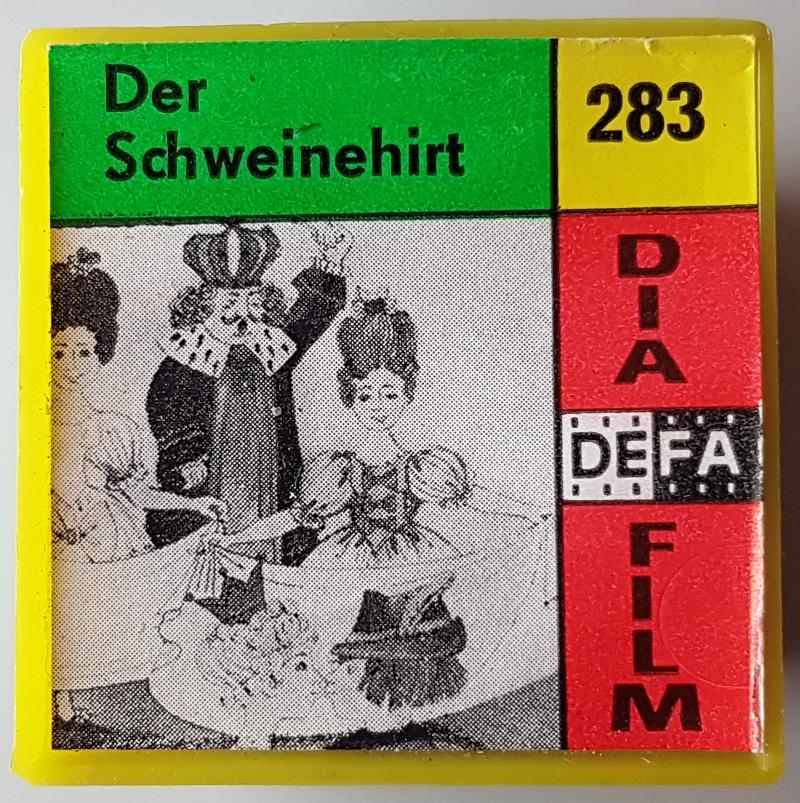 Der
Schweinehirt
283
DIA
DEFA
FILM